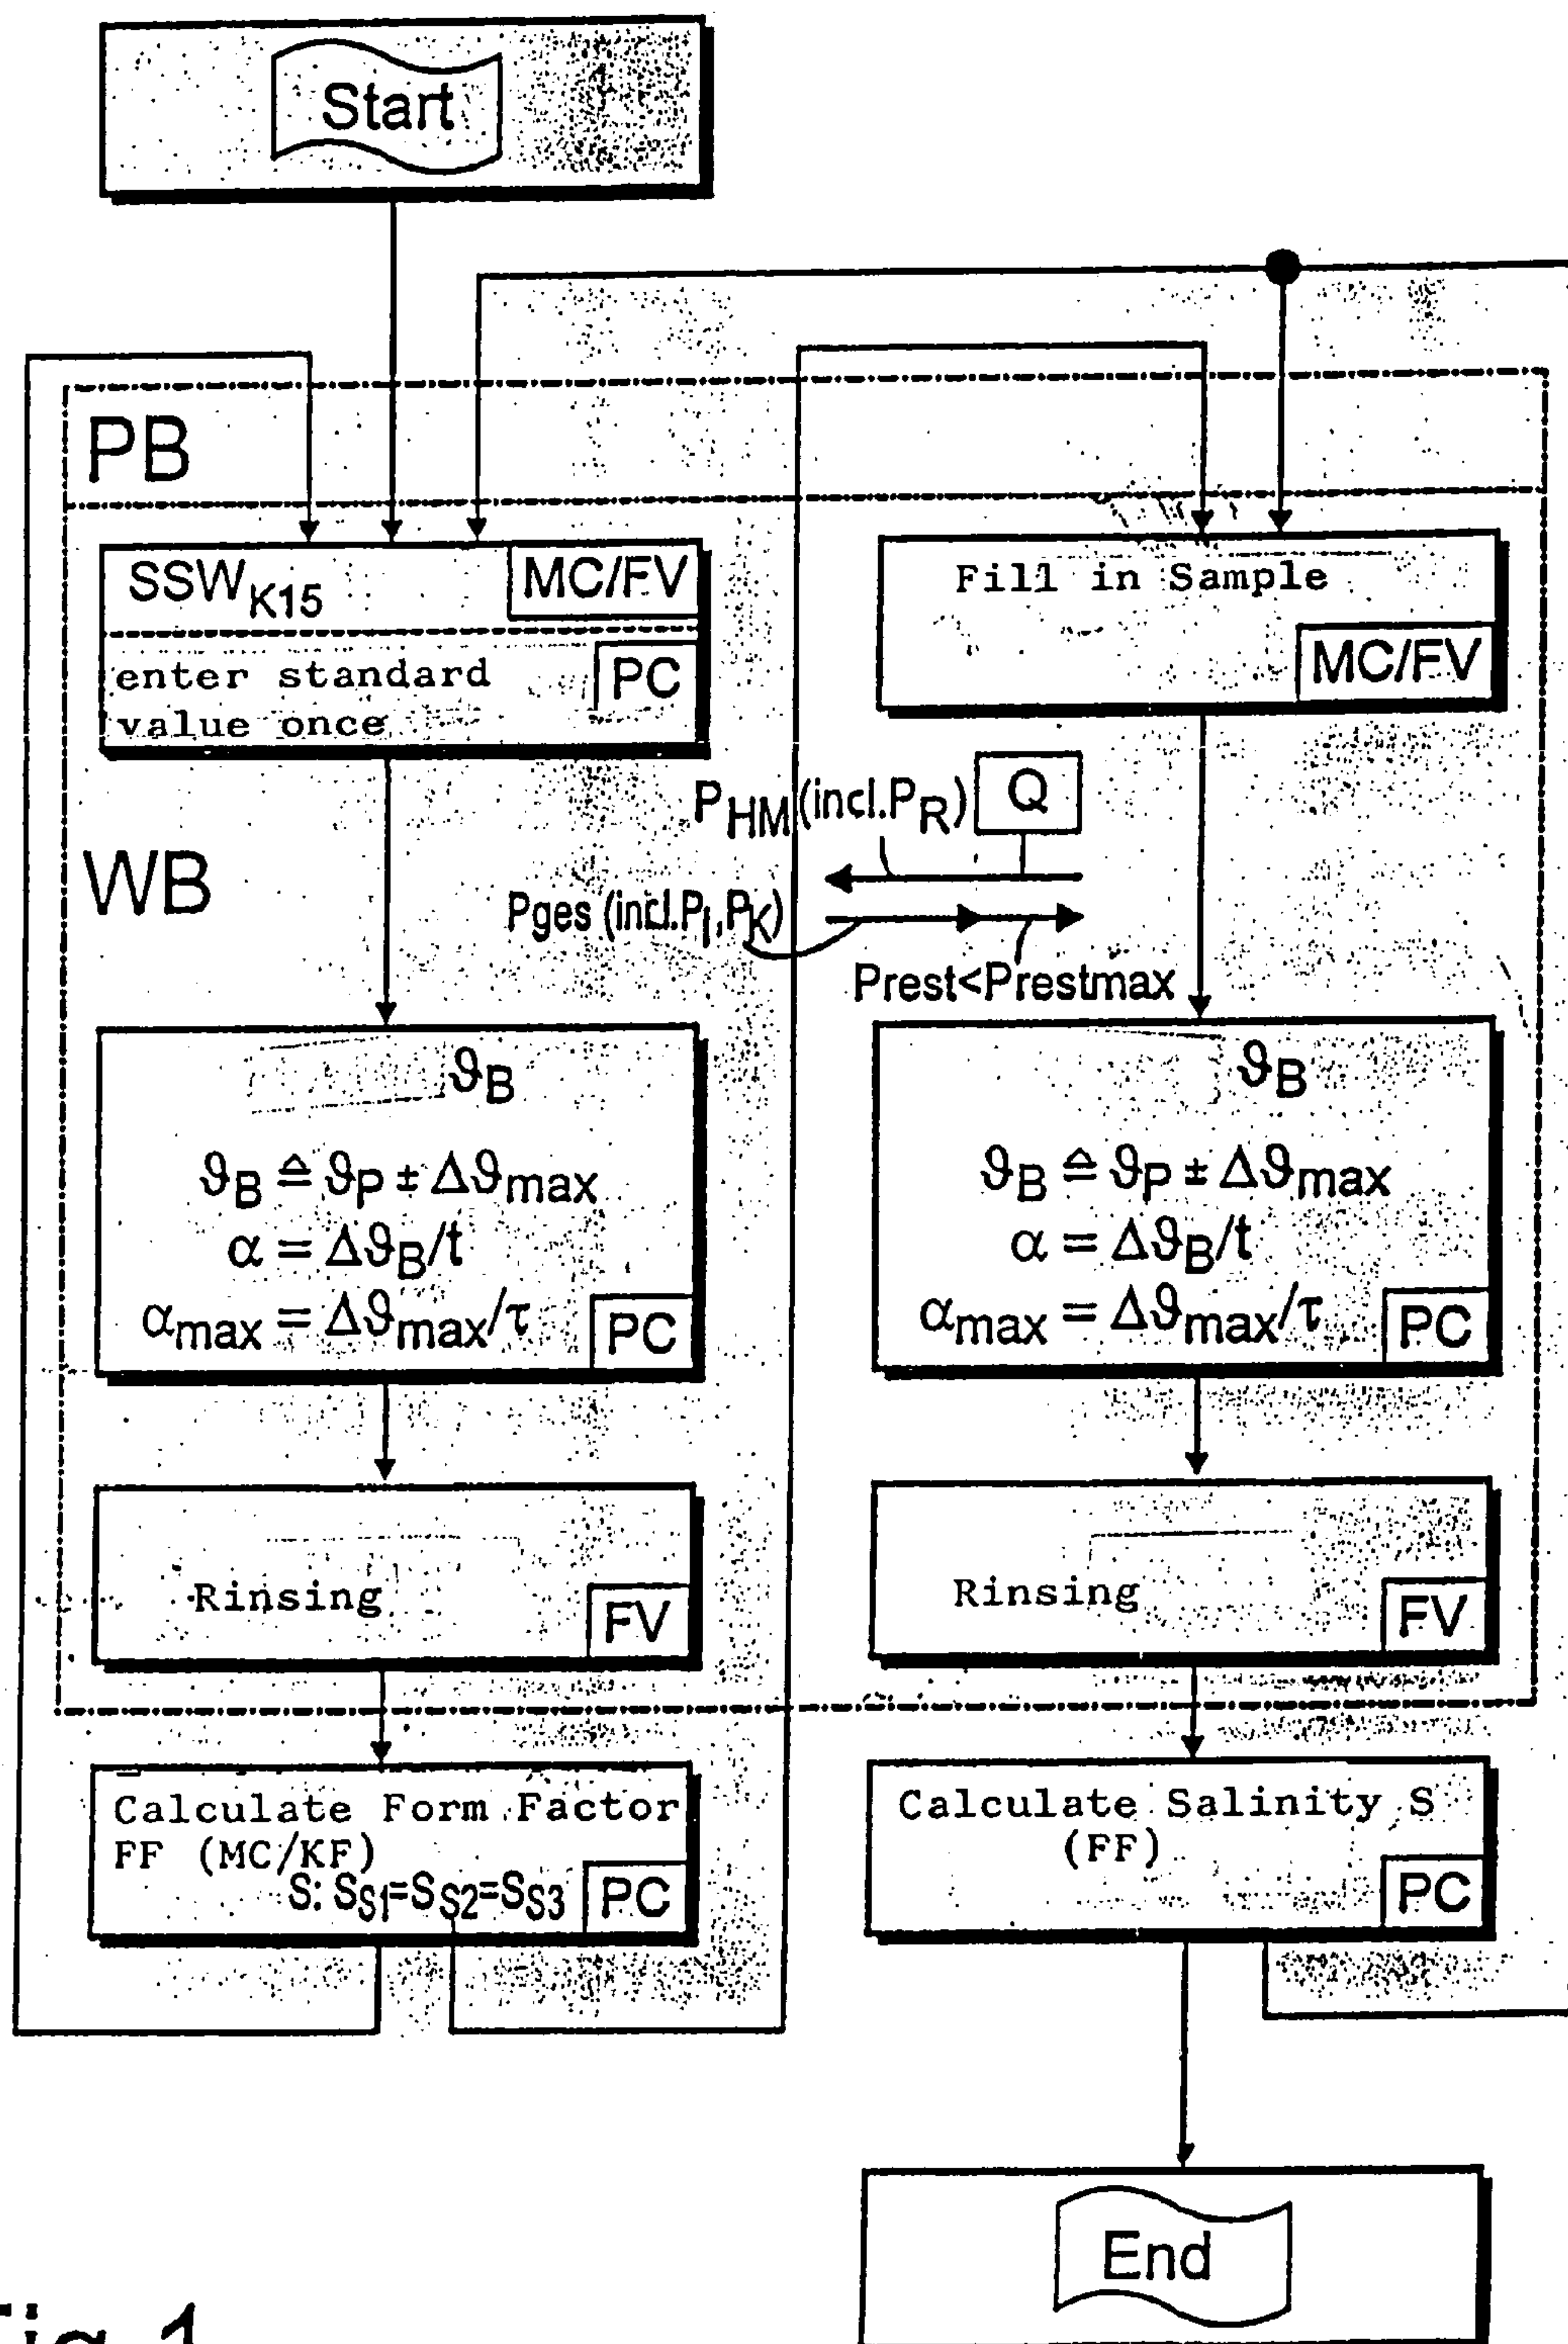 Start
PB
SSWK15
MC/FV
enter standard
value once
PC
Fill in Sample
MC/FV
WB
PHM (incl.PR)
Q
Pges (incl.PI,PK)
Prest<Prestmax
ϑB
ϑB ≙ ϑP ± Δϑmax
α = ΔϑB/t
αmax = Δϑmax/τ
PC
ϑB
ϑB ≙ ϑP ± Δϑmax
α = ΔϑB/t
αmax = Δϑmax/τ
PC
Rinsing
FV
Rinsing
FV
Calculate Form Factor
FF (MC/KF)
S: SS1=SS2=SS3
PC
Calculate Salinity S
(FF)
PC
End
Fig. 1